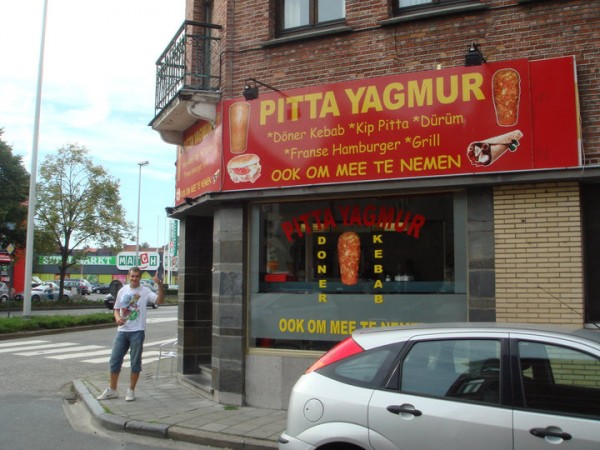 PITTA YAGMUR
*Döner Kebab *Kip Pitta *Dürüm
*Franse Hamburger *Grill
OOK OM MEE TE NEMEN
PITTA YAGMUR
DONER KEBAB
OOK OM MEE TE NEMEN
MATCH